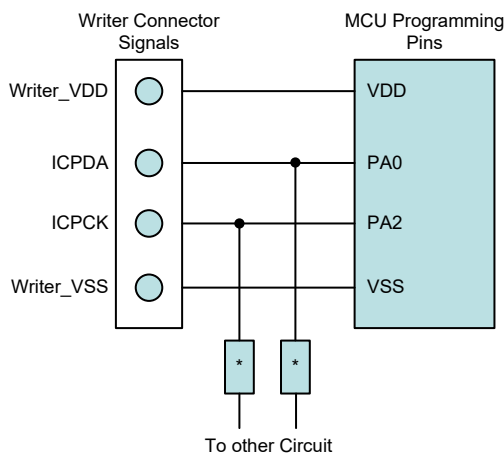 Writer Connector
Signals
MCU Programming
Pins
Writer_VDD
VDD
ICPDA
PA0
ICPCK
PA2
Writer_VSS
VSS
*
*
To other Circuit